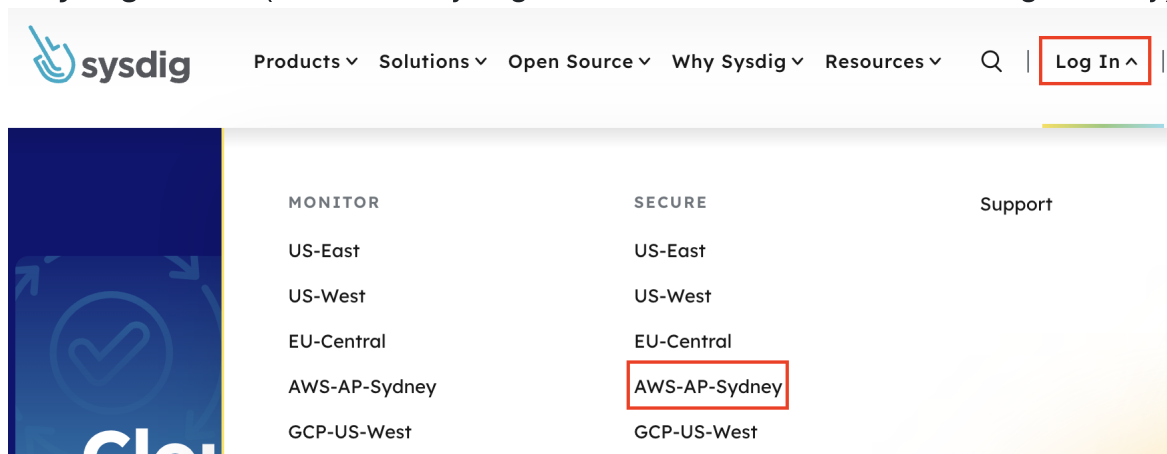 sysdig
Products Solutions Open Source Why Sysdig Resources Log In
MONITOR
US-East
US-West
EU-Central
AWS-AP-Sydney
GCP-US-West
SECURE
US-East
US-West
EU-Central
AWS-AP-Sydney
GCP-US-West
Support